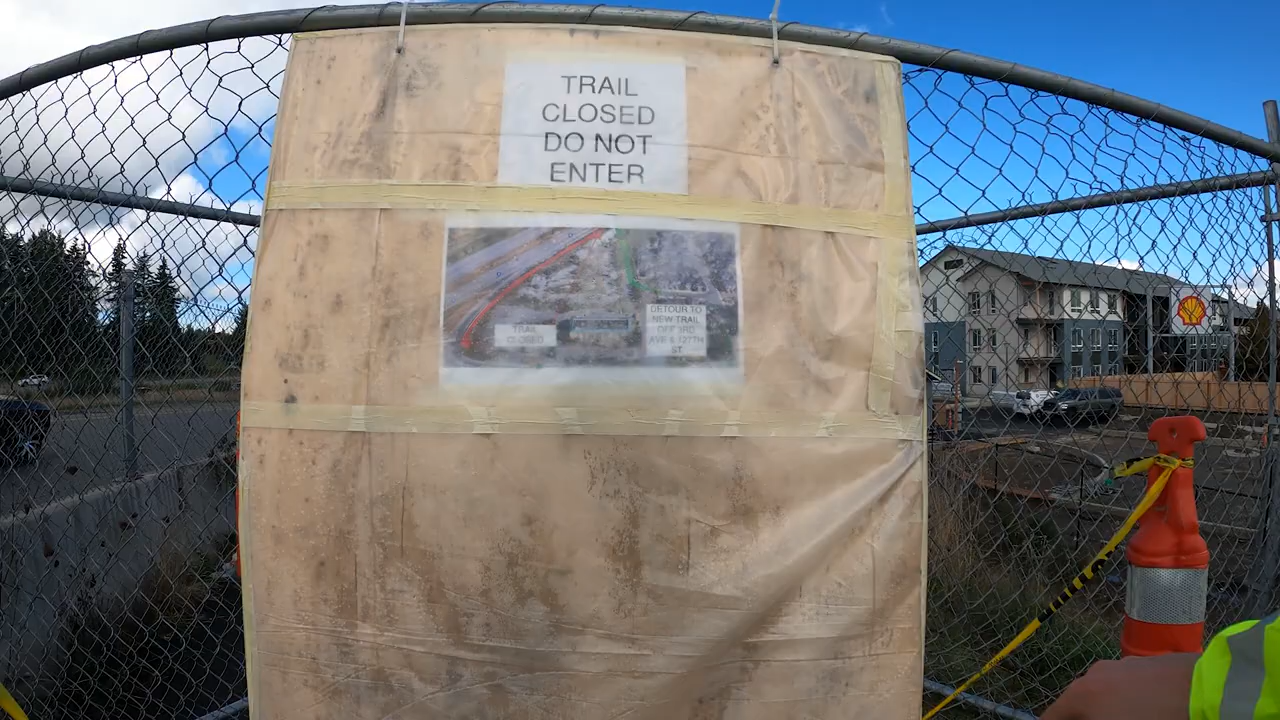 TRAIL
CLOSED
DO NOT
ENTER
TRAIL
CLOSED
DETOUR TO
NEW TRAIL
OFF 3RD
AVE & 127TH
ST